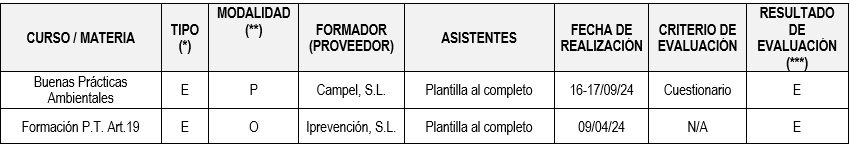 CURSO / MATERIA
TIPO
(*)
MODALIDAD
(**)
FORMADOR
(PROVEEDOR)
ASISTENTES
FECHA DE
REALIZACIÓN
CRITERIO DE
EVALUACIÓN
RESULTADO
DE
EVALUACIÓN
(***)
Buenas Prácticas
Ambientales
E
P
Campel, S.L.
Plantilla al completo
16-17/09/24
Cuestionario
E
Formación P.T. Art.19
E
O
Iprevención, S.L.
Plantilla al completo
09/04/24
N/A
E